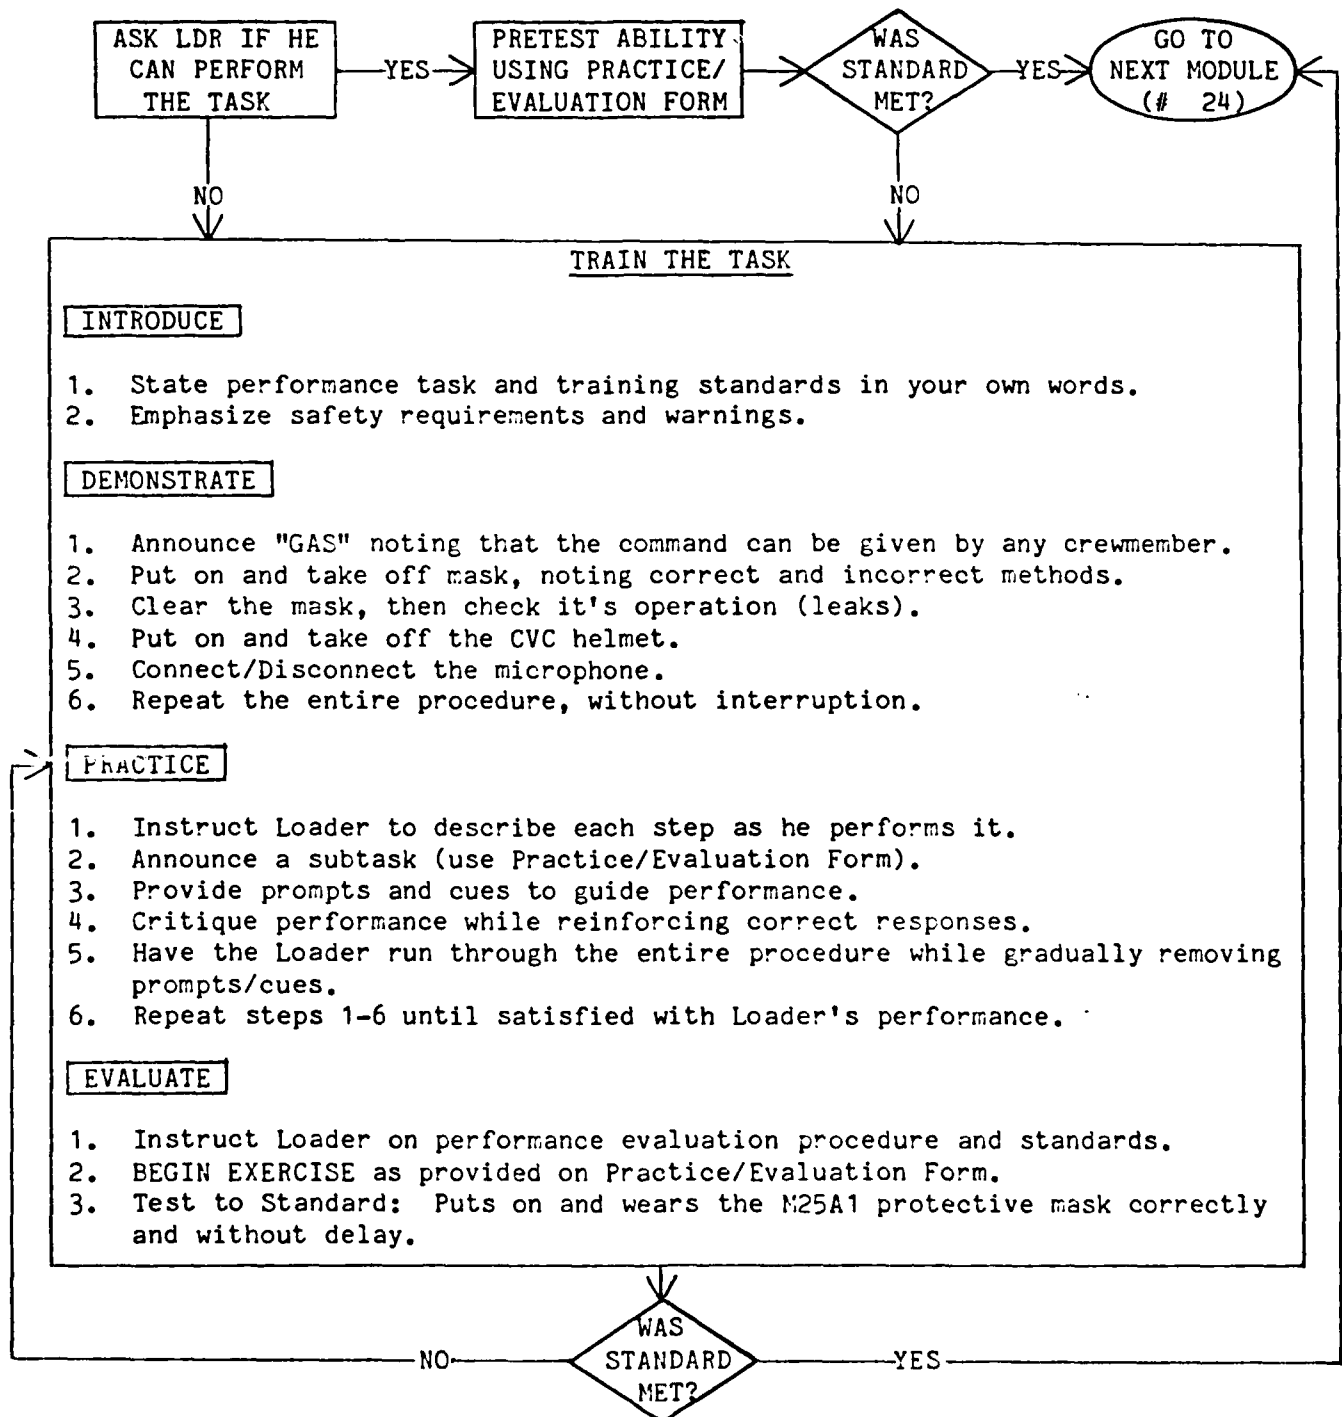 ASK LDR IF HE
CAN PERFORM
THE TASK
YES
PRETEST ABILITY
USING PRACTICE/
EVALUATION FORM
WAS
STANDARD
MET?
YES
GO TO
NEXT MODULE
(# 24)
NO
NO
TRAIN THE TASK
INTRODUCE
1. State performance task and training standards in your own words.
2. Emphasize safety requirements and warnings.
DEMONSTRATE
1. Announce "GAS" noting that the command can be given by any crewmember.
2. Put on and take off mask, noting correct and incorrect methods.
3. Clear the mask, then check it's operation (leaks).
4. Put on and take off the CVC helmet.
5. Connect/Disconnect the microphone.
6. Repeat the entire procedure, without interruption.
PRACTICE
1. Instruct Loader to describe each step as he performs it.
2. Announce a subtask (use Practice/Evaluation Form).
3. Provide prompts and cues to guide performance.
4. Critique performance while reinforcing correct responses.
5. Have the Loader run through the entire procedure while gradually removing
prompts/cues.
6. Repeat steps 1-6 until satisfied with Loader's performance.
EVALUATE
1. Instruct Loader on performance evaluation procedure and standards.
2. BEGIN EXERCISE as provided on Practice/Evaluation Form.
3. Test to Standard: Puts on and wears the M25A1 protective mask correctly
and without delay.
WAS
STANDARD
MET?
NO
YES